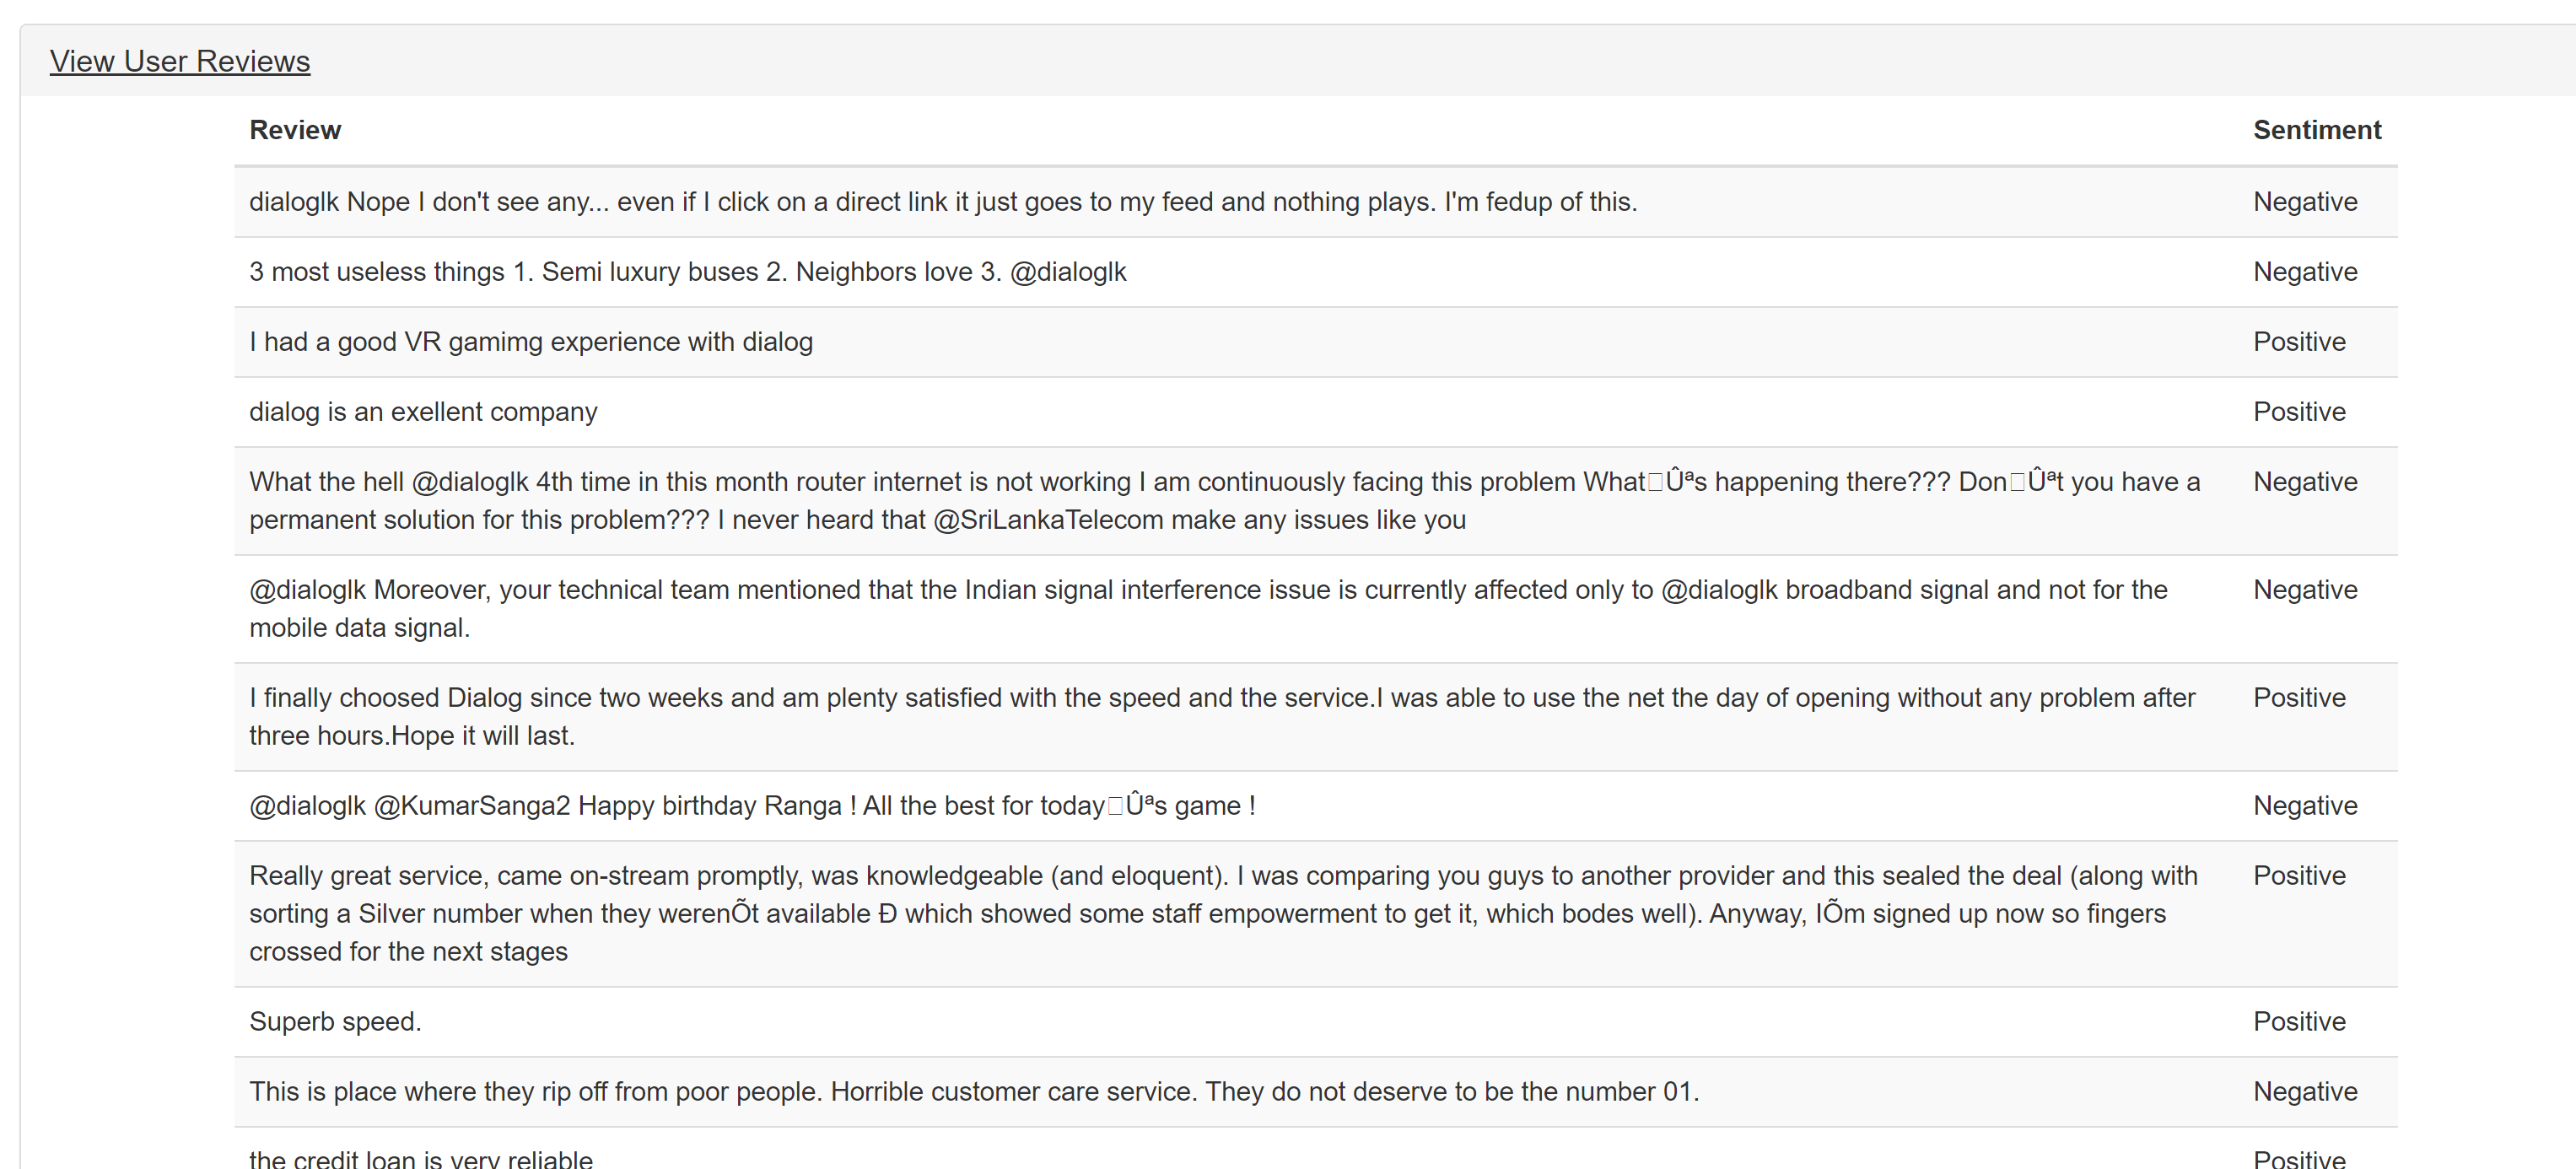 View User Reviews
Review Sentiment
dialoglk Nope I don't see any... even if I click on a direct link it just goes to my feed and nothing plays. I'm fedup of this. Negative
3 most useless things 1. Semi luxury buses 2. Neighbors love 3. @dialoglk Negative
I had a good VR gamimg experience with dialog Positive
dialog is an exellent company Positive
What the hell @dialoglk 4th time in this month router internet is not working I am continuously facing this problem What□Ûªs happening there??? Don□Ûªt you have a Negative
permanent solution for this problem??? I never heard that @SriLankaTelecom make any issues like you
@dialoglk Moreover, your technical team mentioned that the Indian signal interference issue is currently affected only to @dialoglk broadband signal and not for the Negative
mobile data signal.
I finally choosed Dialog since two weeks and am plenty satisfied with the speed and the service.I was able to use the net the day of opening without any problem after Positive
three hours.Hope it will last.
@dialoglk @KumarSanga2 Happy birthday Ranga ! All the best for today□Ûªs game ! Negative
Really great service, came on-stream promptly, was knowledgeable (and eloquent). I was comparing you guys to another provider and this sealed the deal (along with Positive
sorting a Silver number when they werenÕt available Ð which showed some staff empowerment to get it, which bodes well). Anyway, IÕm signed up now so fingers
crossed for the next stages
Superb speed. Positive
This is place where they rip off from poor people. Horrible customer care service. They do not deserve to be the number 01. Negative
the credit loan is very reliable Positive